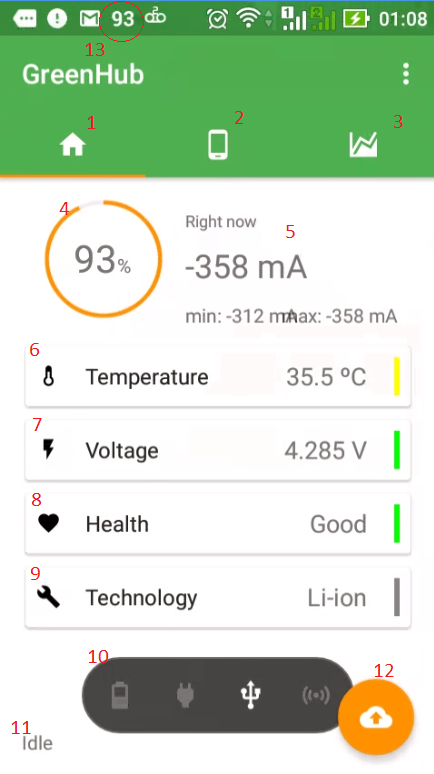 93 1 2 01:08
13
GreenHub
1 2 3
4
Right now
5
93%
-358 mA
min: -312 mA max: -358 mA
6
Temperature 35.5 ºC
7
Voltage 4.285 V
8
Health Good
9
Technology Li-ion
10
12
11
Idle